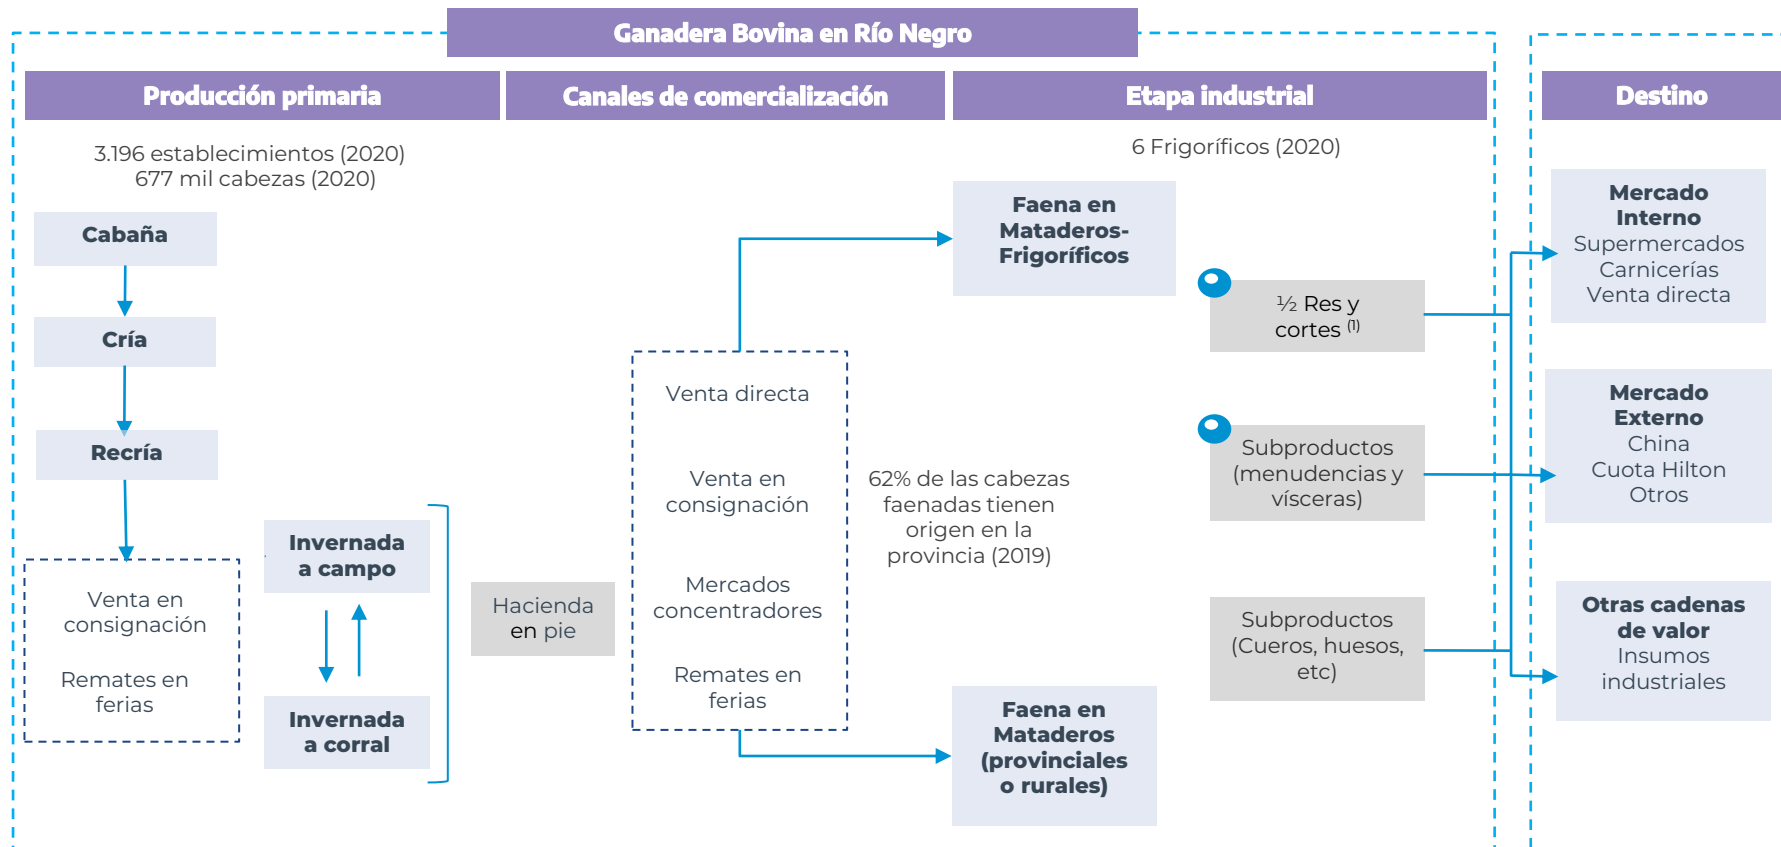 Ganadera Bovina en Río Negro
Producción primaria
Canales de comercialización
Etapa industrial
Destino
3.196 establecimientos (2020)
677 mil cabezas (2020)
Cabaña
Cría
Recría
Venta en
consignación
Remates en
ferias
Invernada
a campo
Invernada
a corral
Hacienda
en pie
Venta directa
Venta en
consignación
Mercados
concentradores
Remates en
ferias
62% de las cabezas
faenadas tienen
origen en la
provincia (2019)
6 Frigoríficos (2020)
Faena en
Mataderos-
Frigoríficos
Faena en
Mataderos
(provinciales
o rurales)
½ Res y
cortes (1)
Subproductos
(menudencias y
vísceras)
Subproductos
(Cueros, huesos,
etc)
Mercado
Interno
Supermercados
Carnicerías
Venta directa
Mercado
Externo
China
Cuota Hilton
Otros
Otras cadenas
de valor
Insumos
industriales